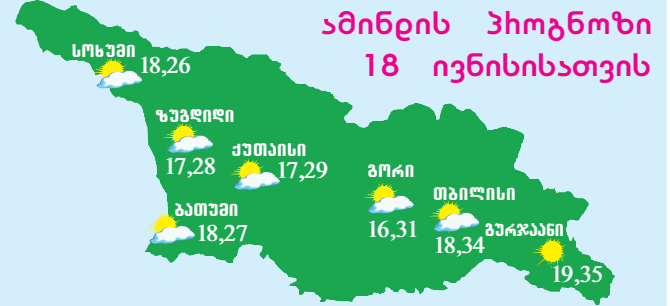 ამინდის პროგნოზი
18 ივნისისათვის
სოხუმი
18,26
ზუგდიდი
17,28
ქუთაისი
17,29
გორი
16,31
თბილისი
18,34
ბათუმი
18,27
გურჯაანი
19,35